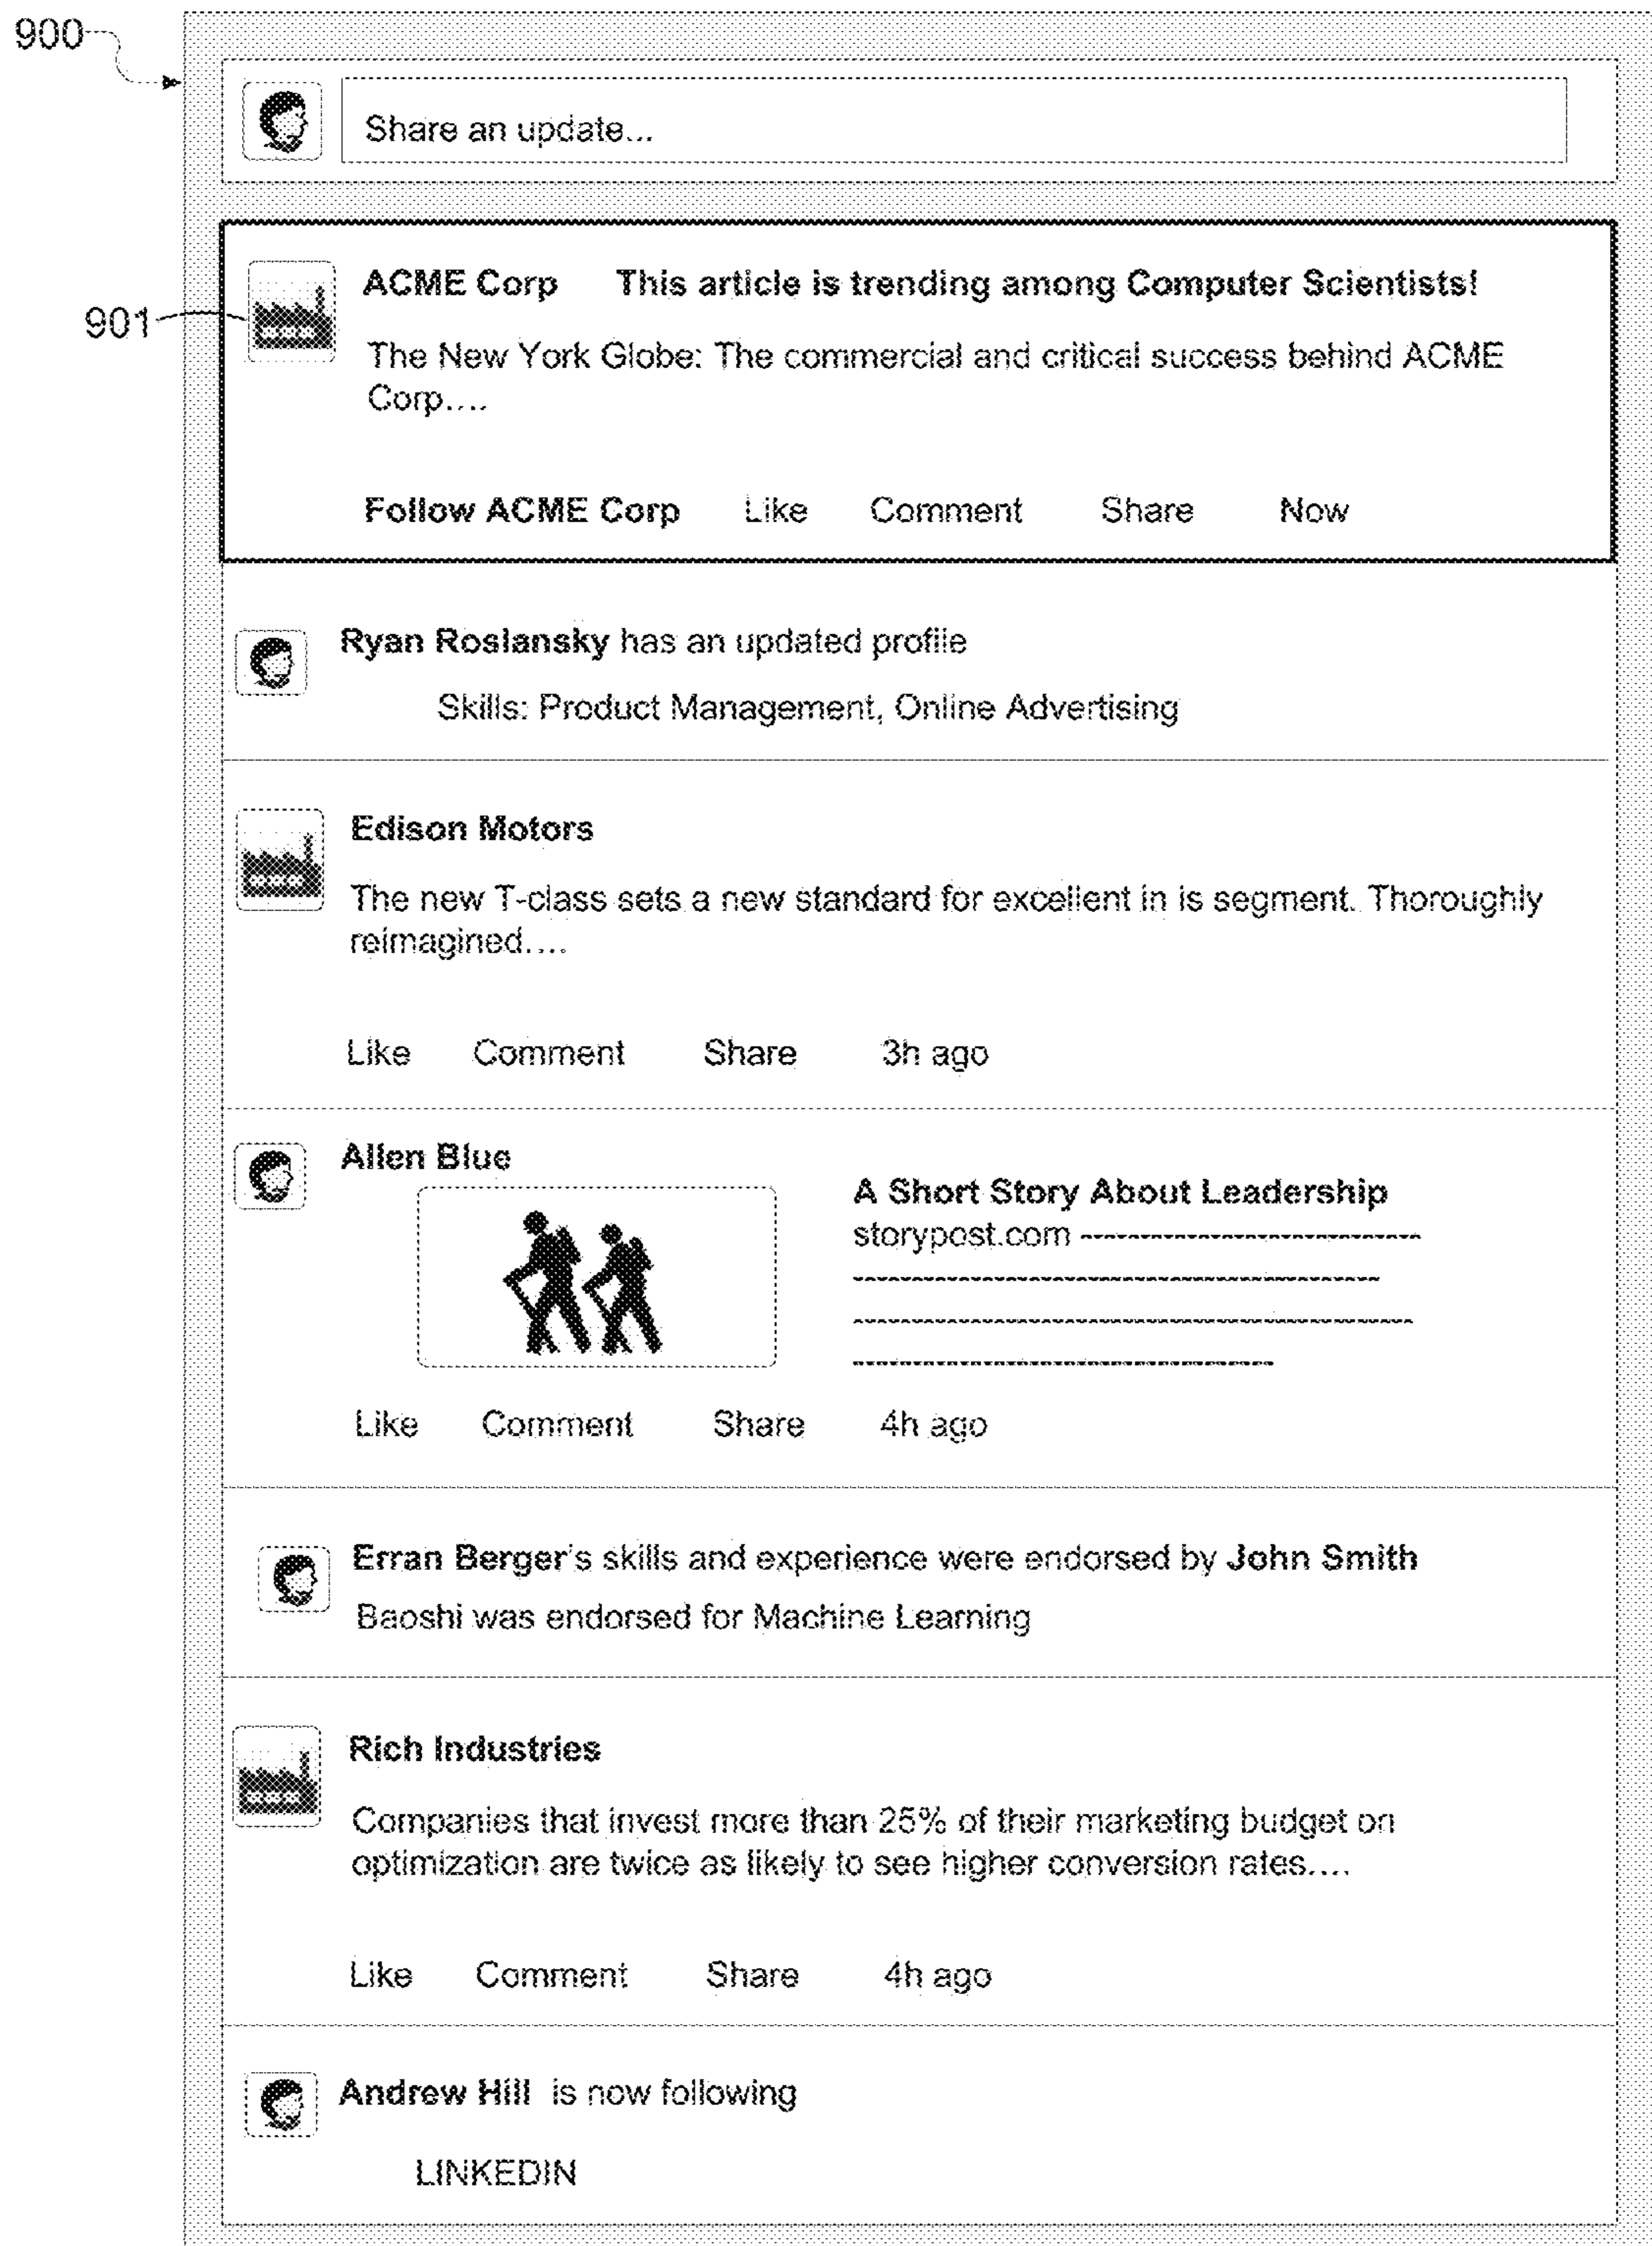 900
Share an update...
ACME Corp This article is trending among Computer Scientists!
901
The New York Globe: The commercial and critical success behind ACME
Corp....
Follow ACME Corp Like Comment Share Now
Ryan Roslansky has an updated profile
Skills: Product Management, Online Advertising
Edison Motors
The new T-class sets a new standard for excellent in is segment. Thoroughly
reimagined....
Like Comment Share 3h ago
Allen Blue
A Short Story About Leadership
storypost.com
Like Comment Share 4h ago
Erran Berger's skills and experience were endorsed by John Smith
Baoshi was endorsed for Machine Learning
Rich Industries
Companies that invest more than 25% of their marketing budget on
optimization are twice as likely to see higher conversion rates....
Like Comment Share 4h ago
Andrew Hill is now following
LINKEDIN